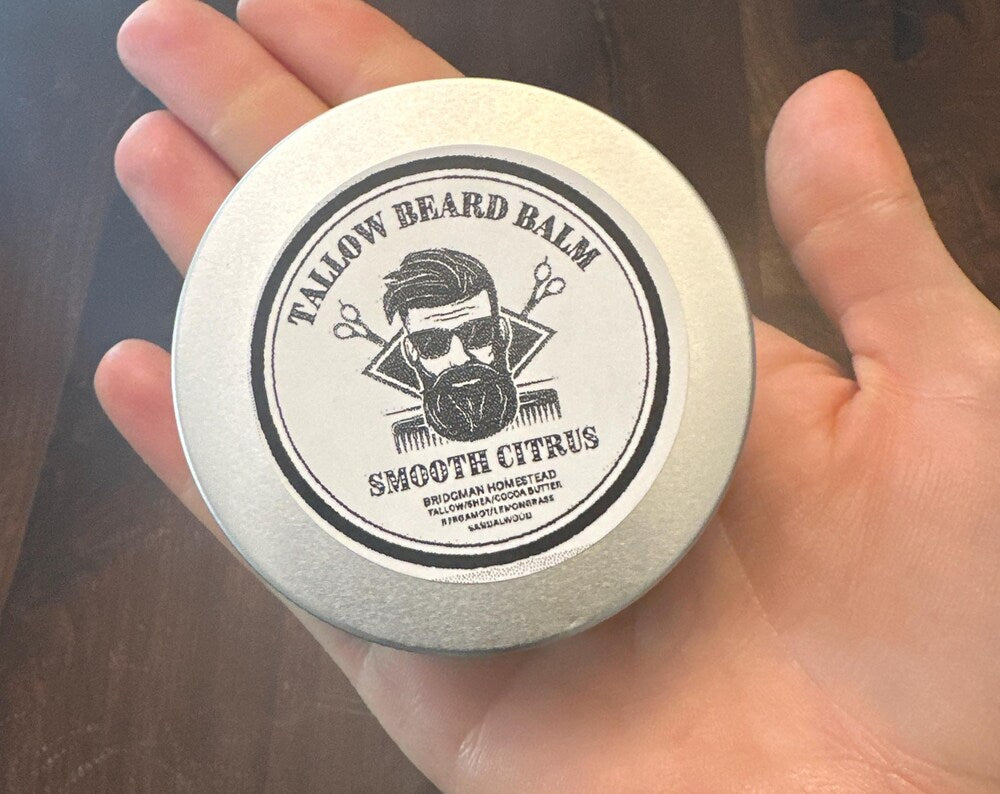 TALLOW BEARD BALM
SMOOTH CITRUS
BRIDGMAN HOMESTEAD
TALLOW/SHEA/COCOA BUTTER
BERGAMOT/LEMONGRASS
SANDALWOOD